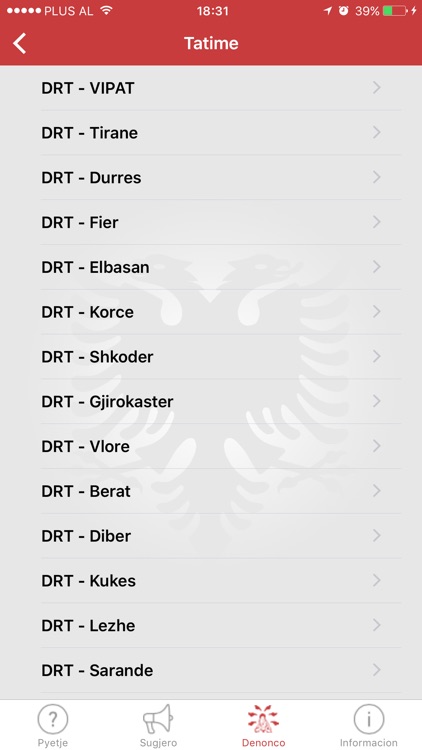 PLUS AL 18:31 39%
Tatime
DRT - VIPAT
DRT - Tirane
DRT - Durres
DRT - Fier
DRT - Elbasan
DRT - Korce
DRT - Shkoder
DRT - Gjirokaster
DRT - Vlore
DRT - Berat
DRT - Diber
DRT - Kukes
DRT - Lezhe
DRT - Sarande
Pyetje Sugjero Denonco Informacion